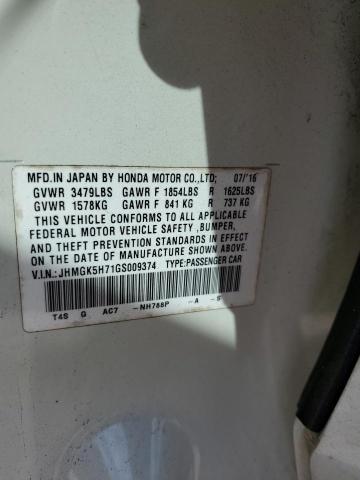 MFD.IN JAPAN BY HONDA MOTOR CO.,LTD; 07/'16
GVWR 3479LBS GAWR F 1854LBS R 1625LBS
GVWR 1578KG GAWR F 841 KG R 737 KG
THIS VEHICLE CONFORMS TO ALL APPLICABLE
FEDERAL MOTOR VEHICLE SAFETY ,BUMPER,
AND THEFT PREVENTION STANDARDS IN EFFECT
ON THE DATE OF MANUFACTURE SHOWN ABOVE.
V.I.N.:JHMGK5H71GS009374 TYPE:PASSENGER CAR
T4S G AC7 -NH788P -A -S